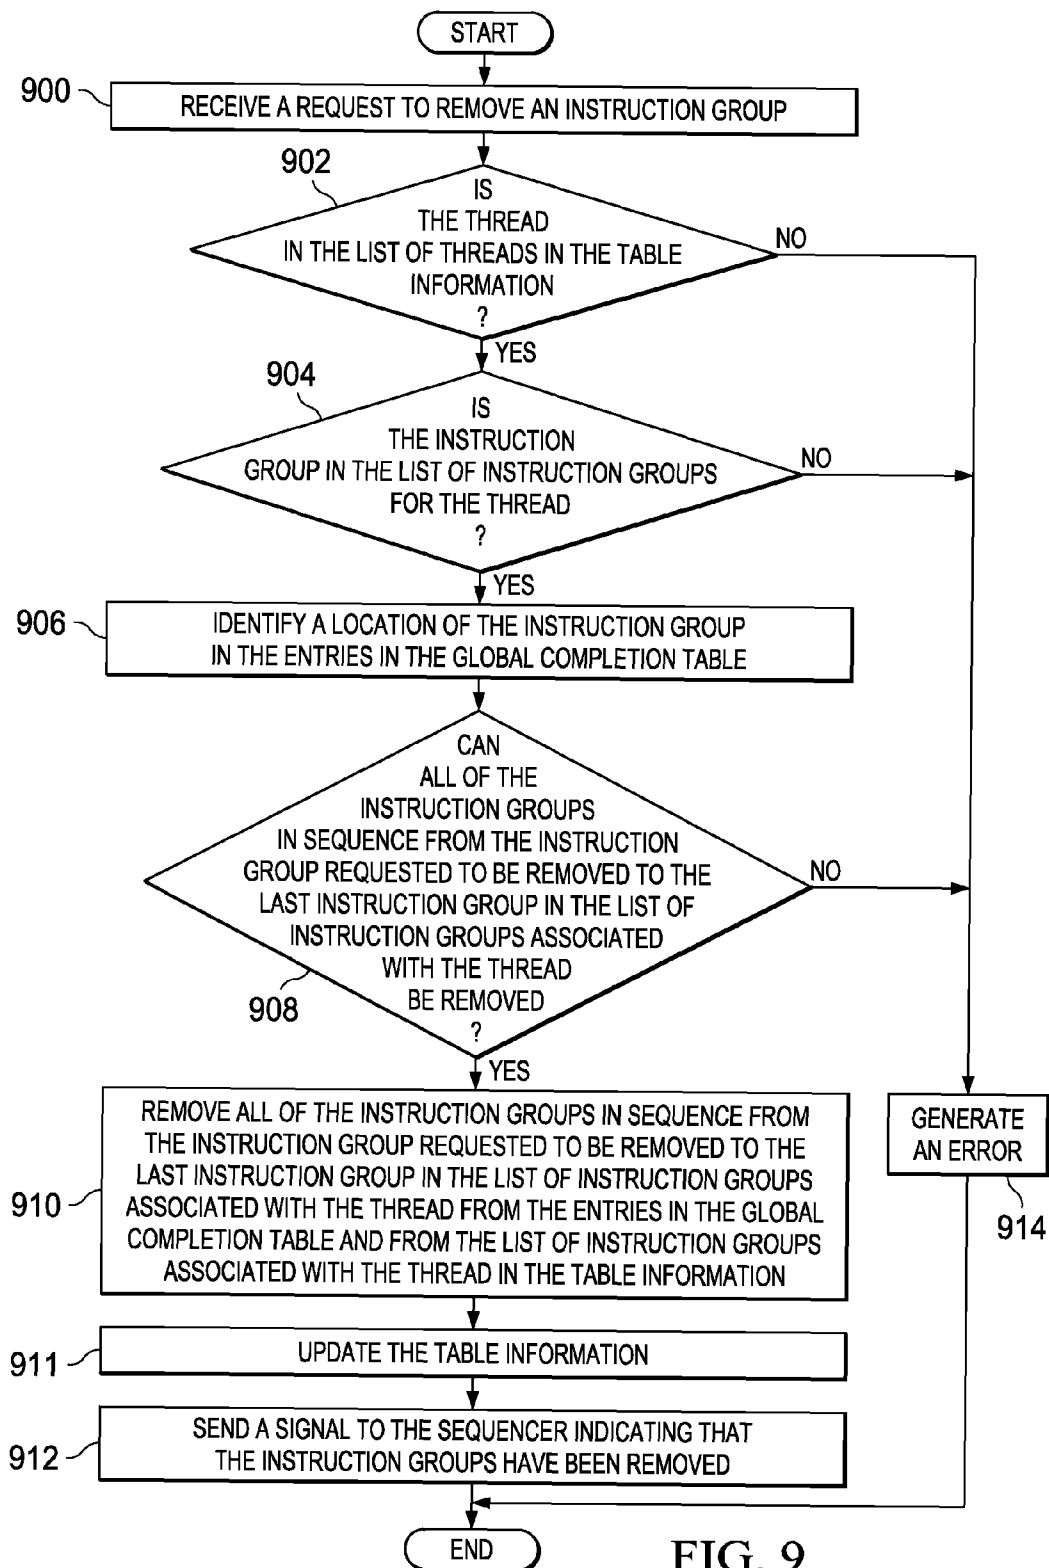 START
900
RECEIVE A REQUEST TO REMOVE AN INSTRUCTION GROUP
902
IS
THE THREAD
IN THE LIST OF THREADS IN THE TABLE
INFORMATION
?
NO
YES
904
IS
THE INSTRUCTION
GROUP IN THE LIST OF INSTRUCTION GROUPS
FOR THE THREAD
?
NO
YES
906
IDENTIFY A LOCATION OF THE INSTRUCTION GROUP
IN THE ENTRIES IN THE GLOBAL COMPLETION TABLE
CAN
ALL OF THE
INSTRUCTION GROUPS
IN SEQUENCE FROM THE INSTRUCTION
GROUP REQUESTED TO BE REMOVED TO THE
LAST INSTRUCTION GROUP IN THE LIST OF
INSTRUCTION GROUPS ASSOCIATED
WITH THE THREAD
BE REMOVED
?
908
NO
YES
910
REMOVE ALL OF THE INSTRUCTION GROUPS IN SEQUENCE FROM
THE INSTRUCTION GROUP REQUESTED TO BE REMOVED TO THE
LAST INSTRUCTION GROUP IN THE LIST OF INSTRUCTION GROUPS
ASSOCIATED WITH THE THREAD FROM THE ENTRIES IN THE GLOBAL
COMPLETION TABLE AND FROM THE LIST OF INSTRUCTION GROUPS
ASSOCIATED WITH THE THREAD IN THE TABLE INFORMATION
GENERATE
AN ERROR
914
911
UPDATE THE TABLE INFORMATION
912
SEND A SIGNAL TO THE SEQUENCER INDICATING THAT
THE INSTRUCTION GROUPS HAVE BEEN REMOVED
END
FIG. 9